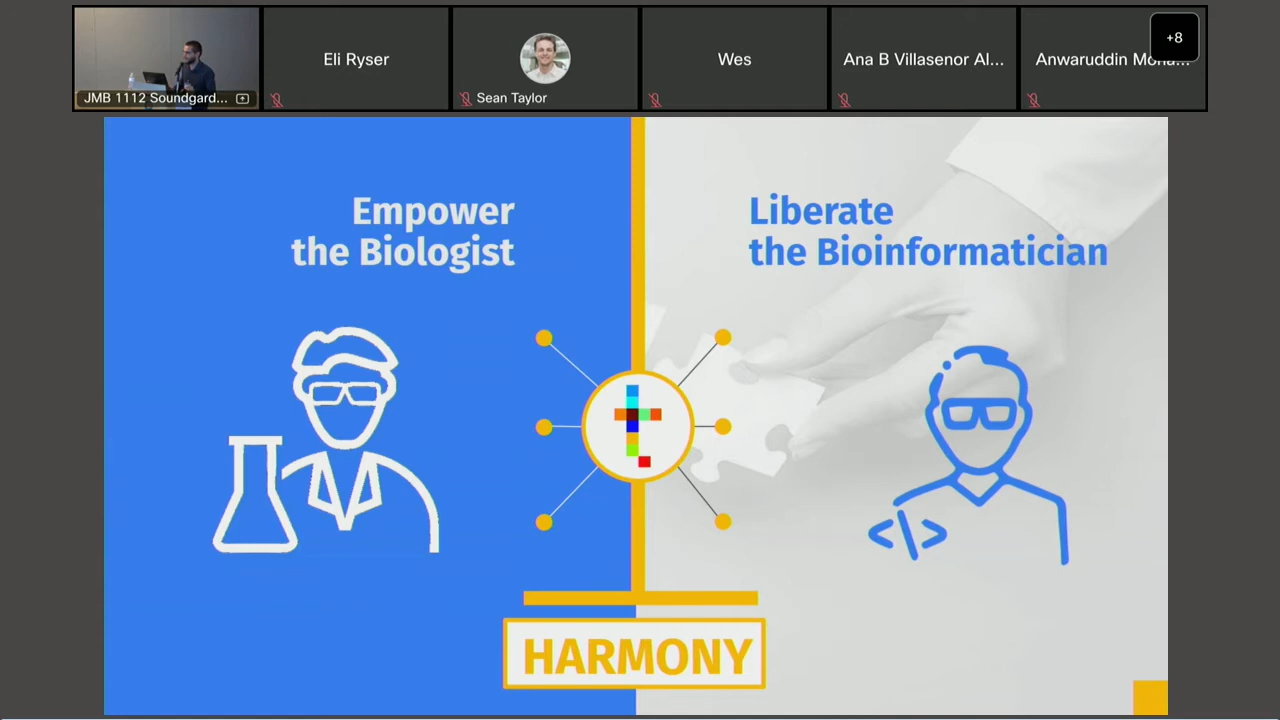 JMB 1112 Soundgard...
Eli Ryser
Sean Taylor
Wes
Ana B Villasenor Al...
Anwaruddin
+8
Empower
the Biologist
Liberate
the Bioinformatician
</>
HARMONY